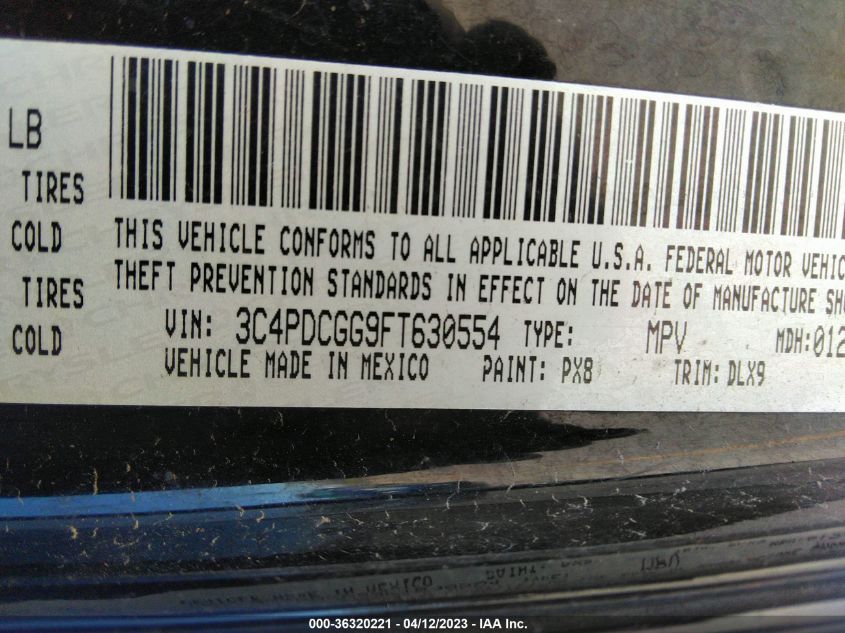 LB
TIRES
COLD
TIRES
COLD
THIS VEHICLE CONFORMS TO ALL APPLICABLE U.S.A. FEDERAL MOTOR VEHIC
THEFT PREVENTION STANDARDS IN EFFECT ON THE DATE OF MANUFACTURE SHO
VIN: 3C4PDCGG9FT630554 TYPE: MPV MDH:012
VEHICLE MADE IN MEXICO PAINT: PX8 TRIM: DLX9
000-36320221 - 04/12/2023 - IAA Inc.